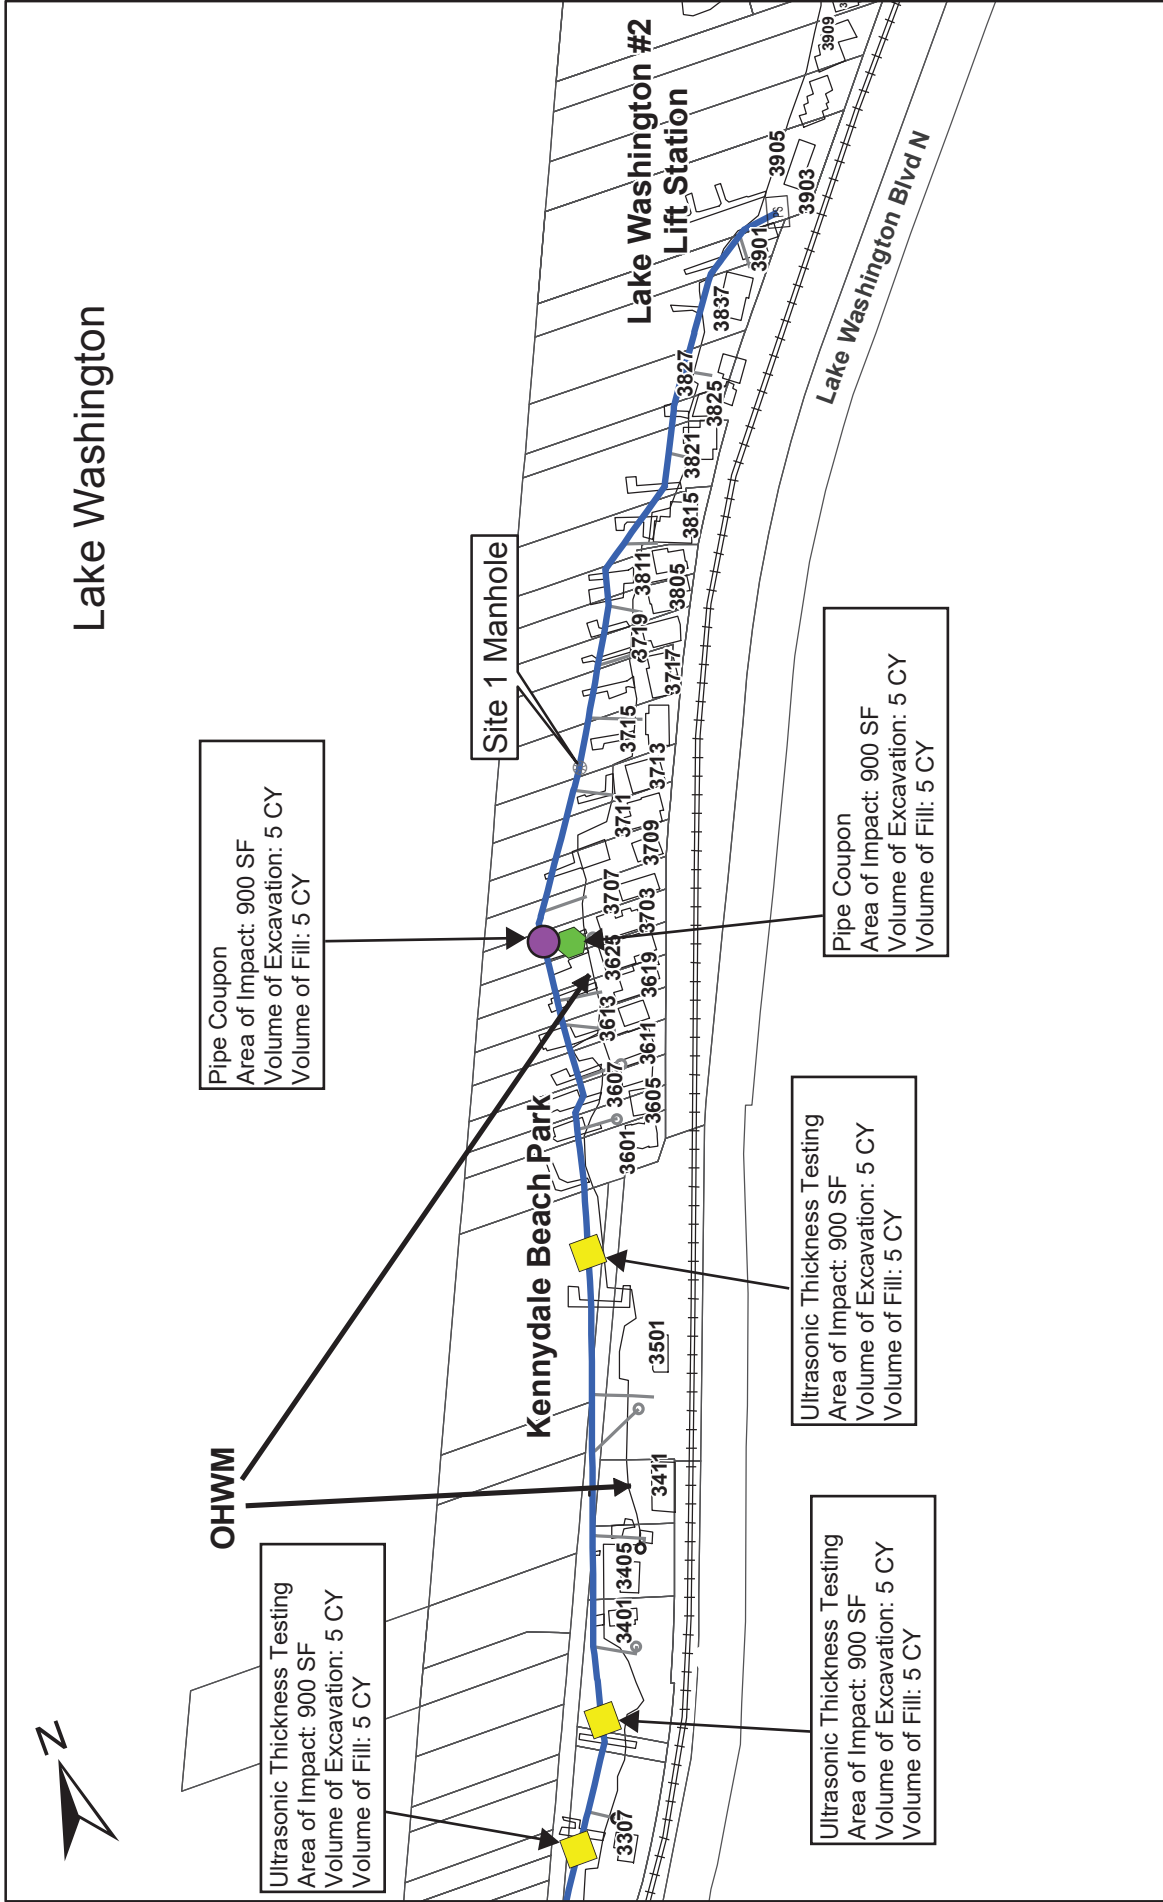 Lake Washington
N
OHWM
Ultrasonic Thickness Testing
Area of Impact: 900 SF
Volume of Excavation: 5 CY
Volume of Fill: 5 CY
Pipe Coupon
Area of Impact: 900 SF
Volume of Excavation: 5 CY
Volume of Fill: 5 CY
Site 1 Manhole
Lake Washington #2
Lift Station
Kennydale Beach Park
3307
3401
3405
3411
3501
3601
3605
3607
3611
3613
3619
3625
3703
3707
3709
3711
3713
3715
3717
3719
3805
3811
3815
3821
3825
3827
3837
3901
3903
3905
3909
Lake Washington Blvd N
Ultrasonic Thickness Testing
Area of Impact: 900 SF
Volume of Excavation: 5 CY
Volume of Fill: 5 CY
Ultrasonic Thickness Testing
Area of Impact: 900 SF
Volume of Excavation: 5 CY
Volume of Fill: 5 CY
Pipe Coupon
Area of Impact: 900 SF
Volume of Excavation: 5 CY
Volume of Fill: 5 CY